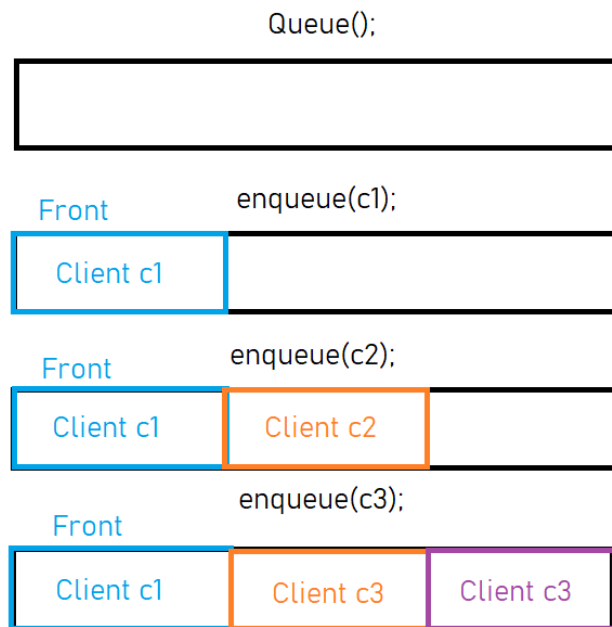 Queue();
enqueue(c1);
Front
Client c1
enqueue(c2);
Front
Client c1 Client c2
enqueue(c3);
Front
Client c1 Client c3 Client c3